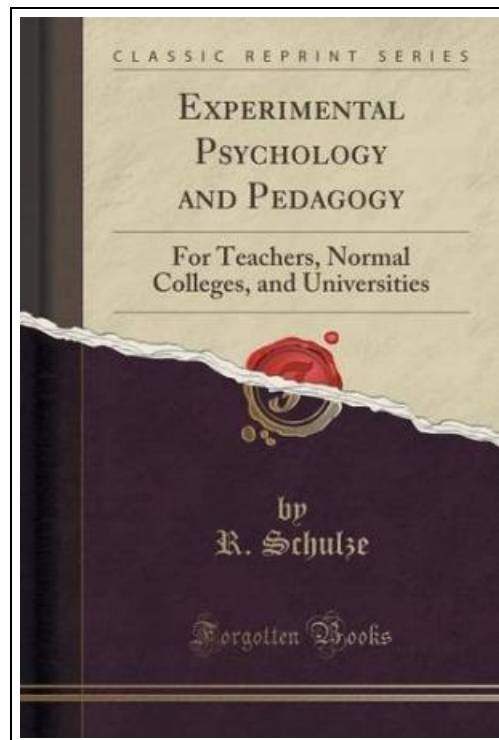 CLASSIC REPRINT SERIES
EXPERIMENTAL
PSYCHOLOGY
AND PEDAGOGY
For Teachers, Normal
Colleges, and Universities
by
R. Schulze
Forgotten Books